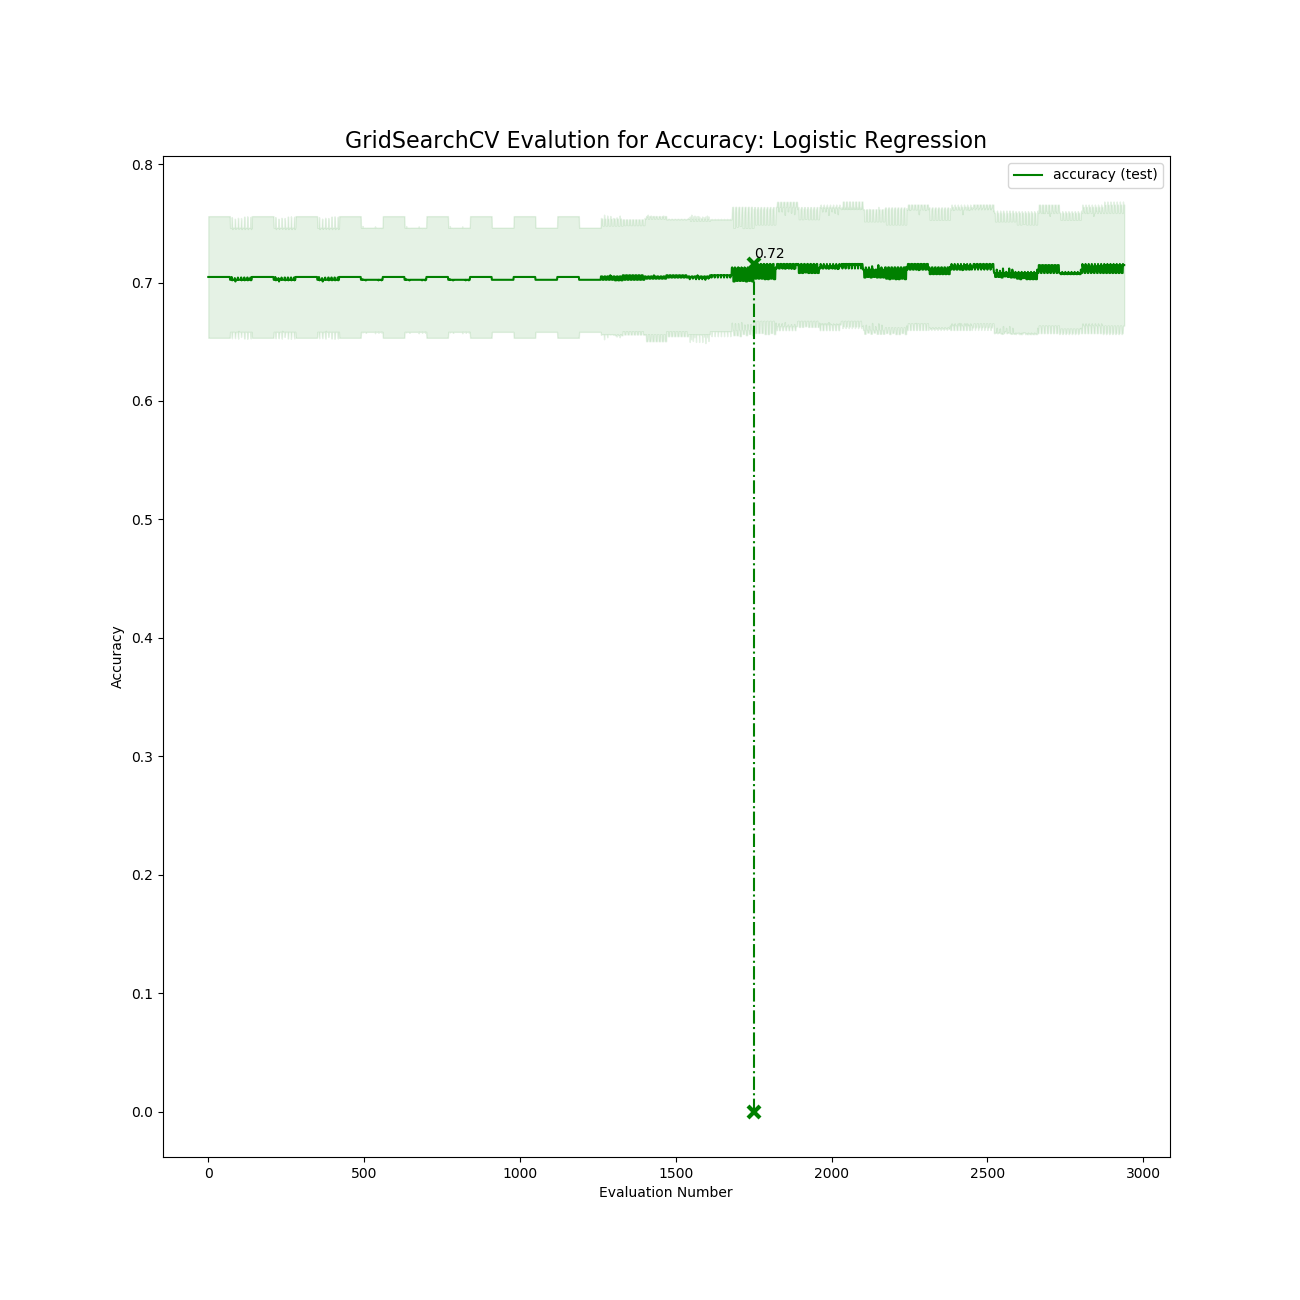 GridSearchCV Evalution for Accuracy: Logistic Regression
accuracy (test)
0.8
0.72
0.7
0.6
0.5
Accuracy
0.4
0.3
0.2
0.1
0.0
0 500 1000 1500 2000 2500 3000
Evaluation Number